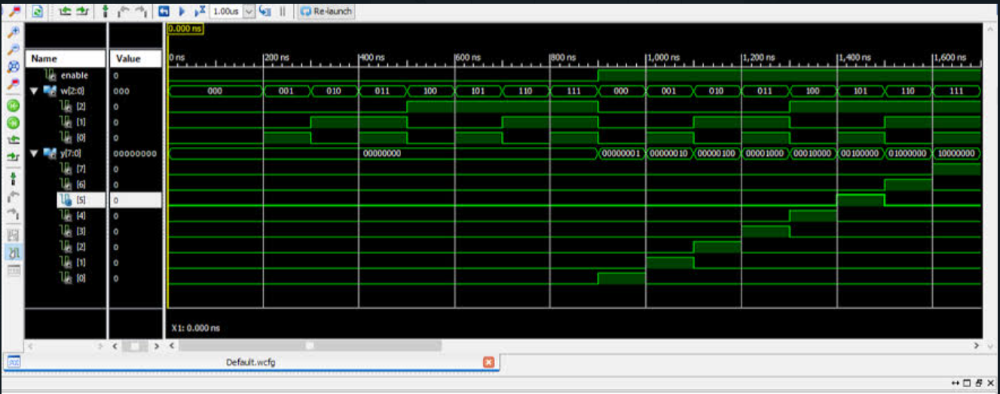 1.00us Re-launch
0.000 ns
Name Value
0 ns 200 ns 400 ns 600 ns 800 ns 1,000 ns 1,200 ns 1,400 ns 1,600 ns
enable 0
w[2:0] 000 000 001 010 011 100 101 110 111 000 001 010 011 100 101 110 111
[2] 0
[1] 0
[0] 0
y[7:0] 00000000 00000000 00000001 00000010 00000100 00001000 00010000 00100000 01000000 10000000
[7] 0
[6] 0
[5] 0
[4] 0
[3] 0
[2] 0
[1] 0
[0] 0
X1: 0.000 ns
Default.wcfg